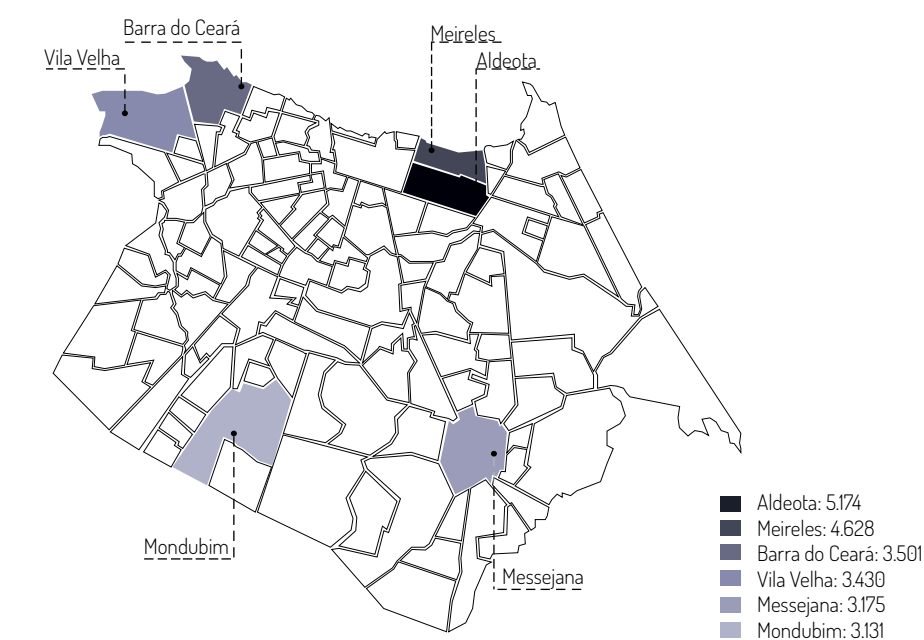 Barra do Ceará
Vila Velha
Meireles
Aldeota
Mondubim
Messejana
Aldeota: 5.174
Meireles: 4.628
Barra do Ceará: 3.501
Vila Velha: 3.430
Messejana: 3.175
Mondubim: 3.131